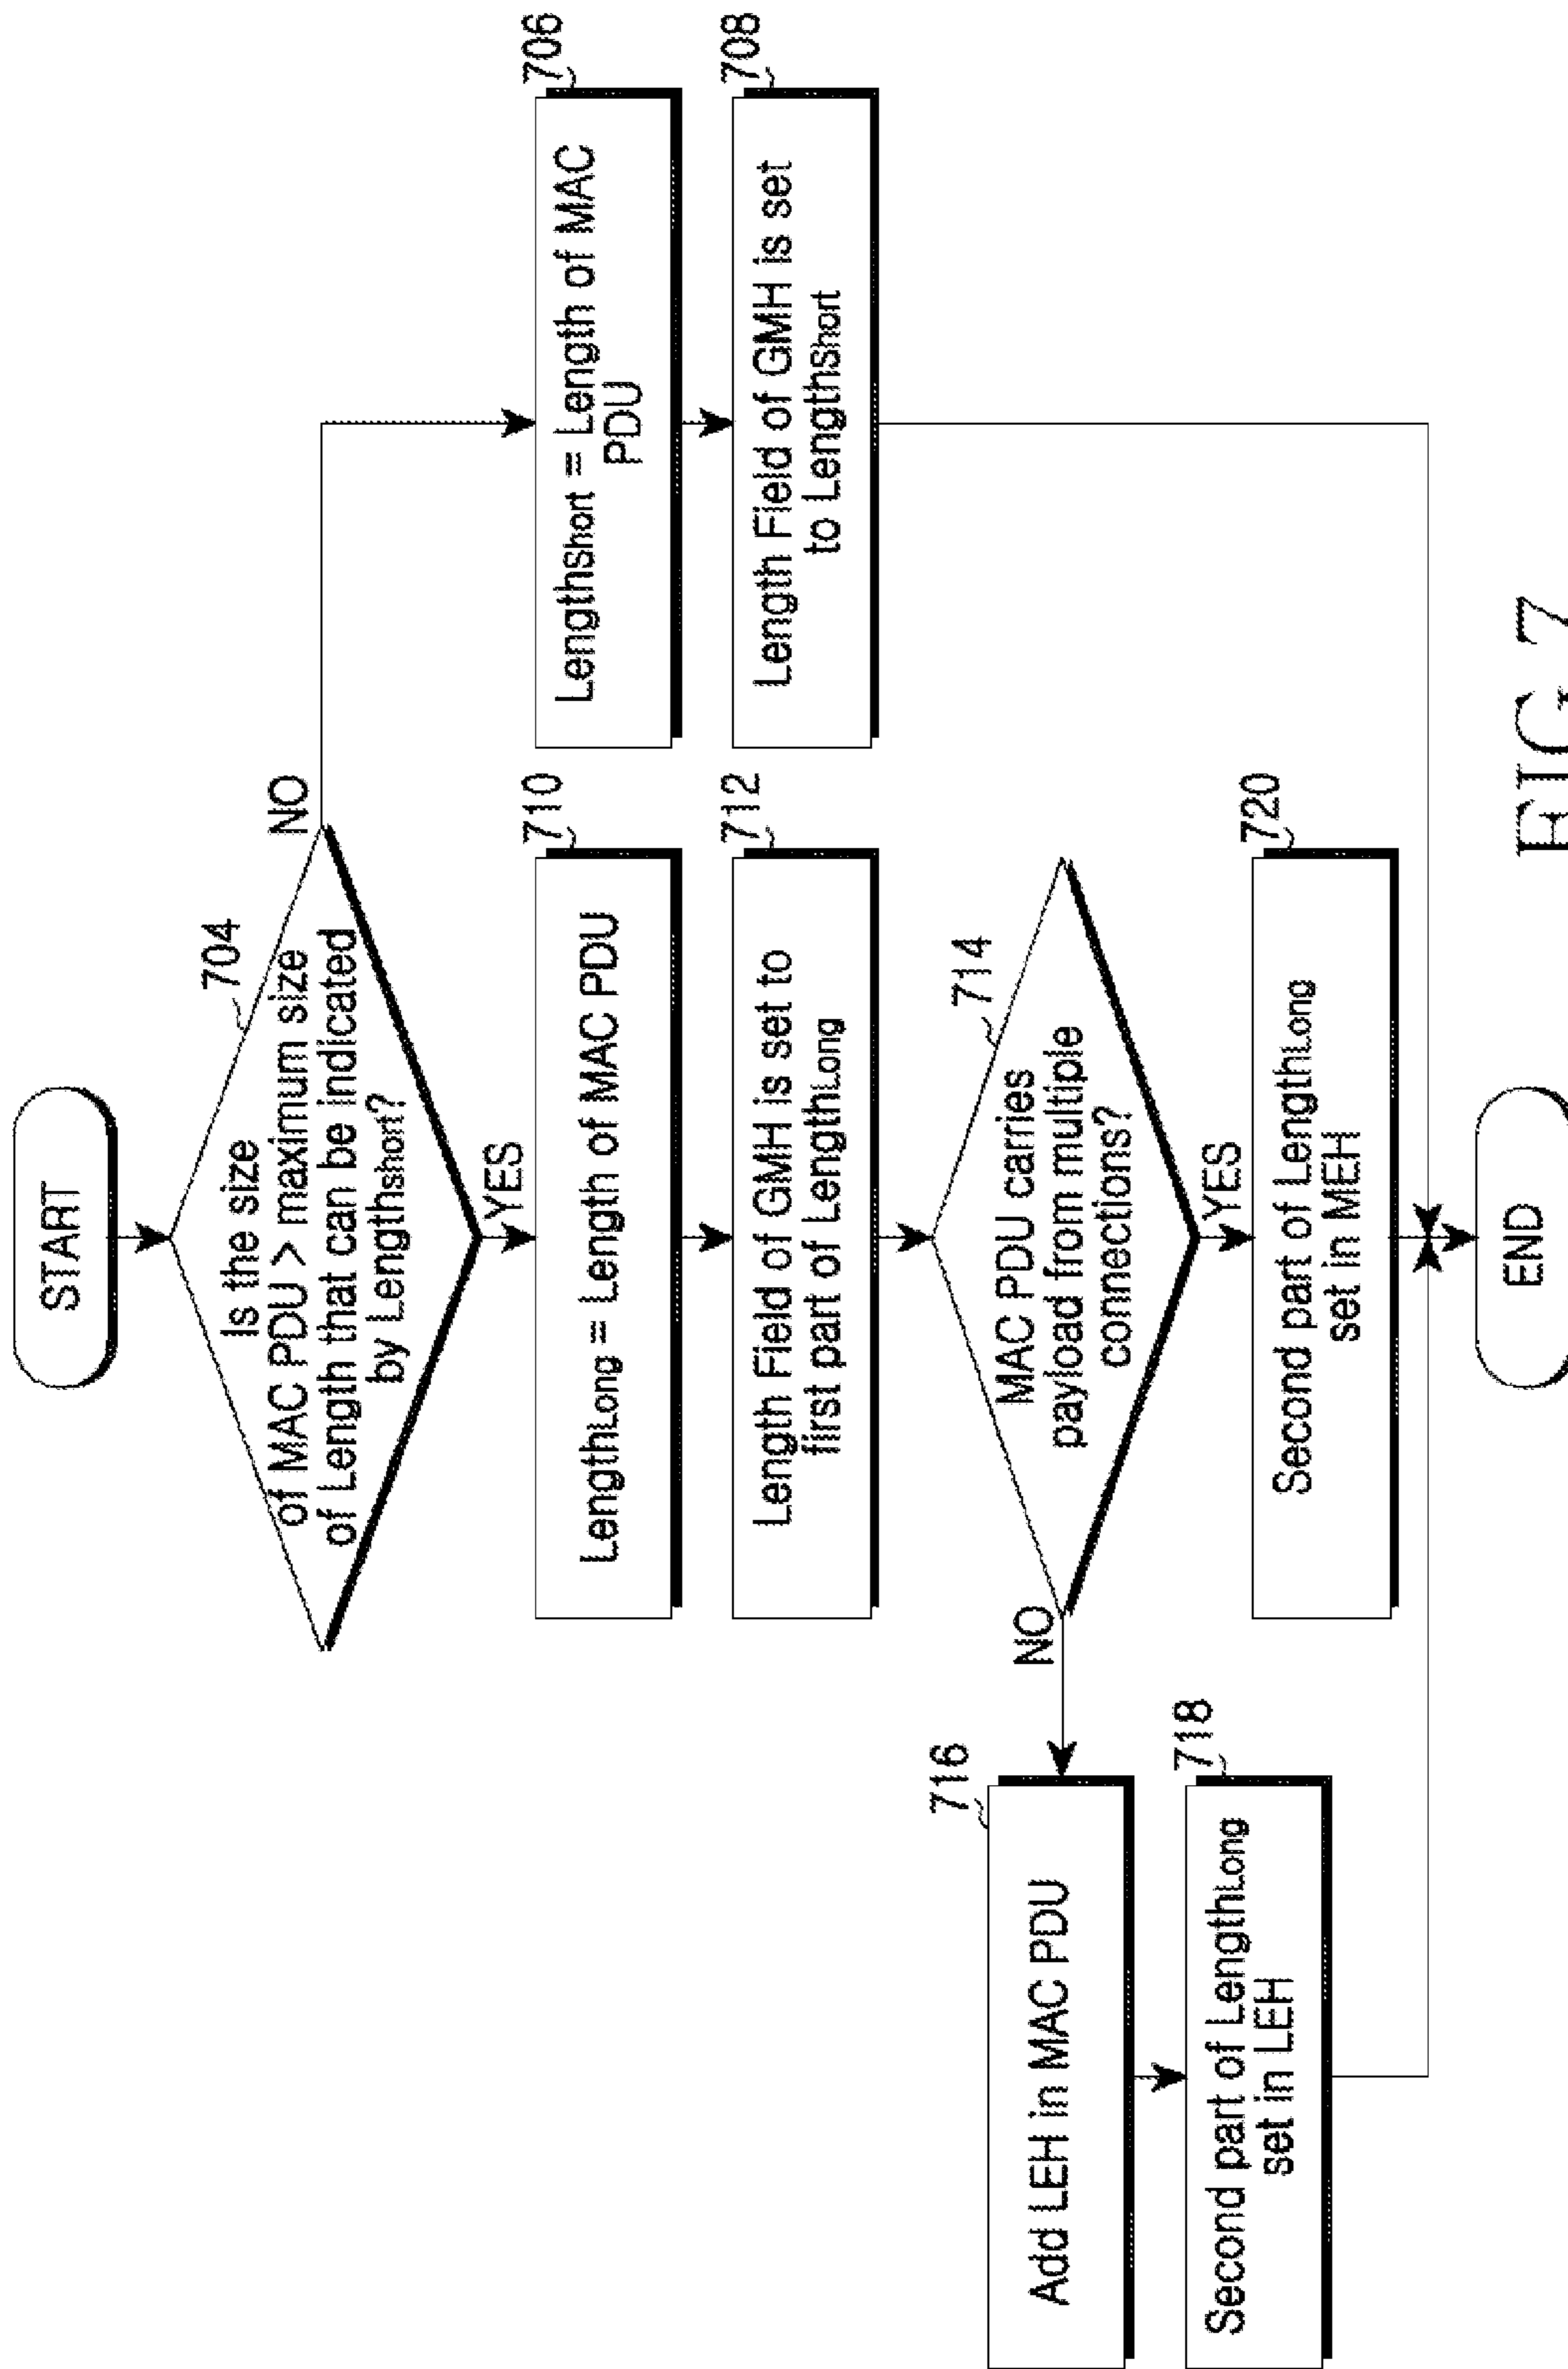 START
704
Is the size
of MAC PDU > maximum size
of Length that can be indicated
by Lengthshort?
NO
YES
706
LengthShort = Length of MAC
PDU
708
Length Field of GMH is set
to LengthShort
710
LengthLong = Length of MAC PDU
712
Length Field of GMH is set to
first part of LengthLong
714
MAC PDU carries
payload from multiple
connections?
NO
YES
716
Add LEH in MAC PDU
718
Second part of LengthLong
set in LEH
720
Second part of LengthLong
set in MEH
END
FIG.7